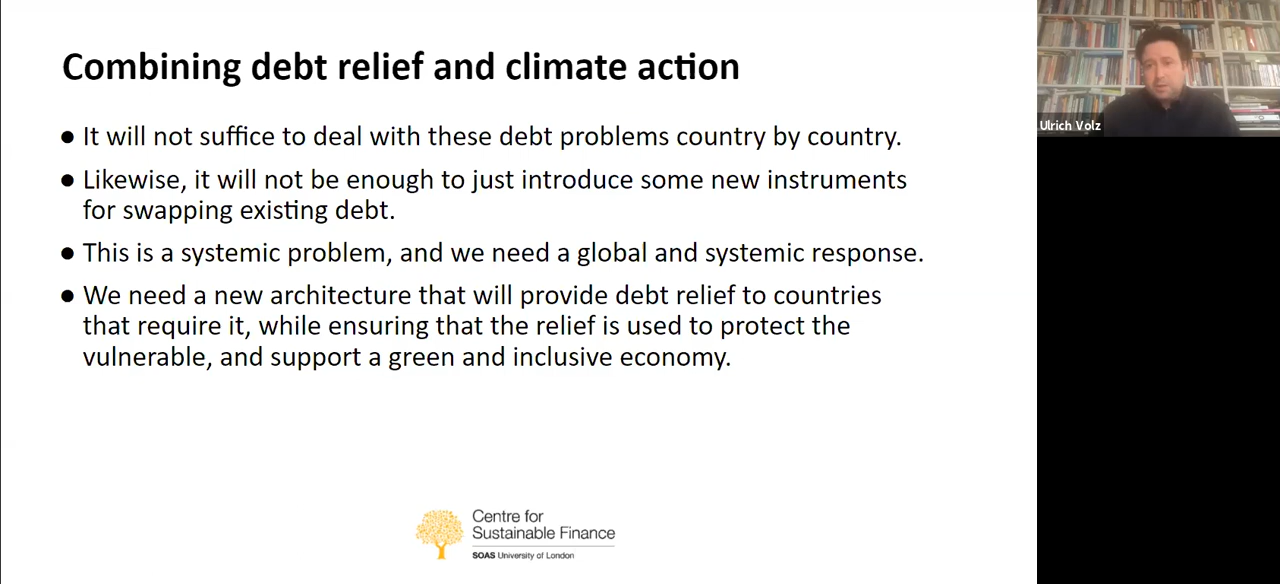 Combining debt relief and climate action
● It will not suffice to deal with these debt problems country by country.
● Likewise, it will not be enough to just introduce some new instruments
for swapping existing debt.
● This is a systemic problem, and we need a global and systemic response.
● We need a new architecture that will provide debt relief to countries
that require it, while ensuring that the relief is used to protect the
vulnerable, and support a green and inclusive economy.
Centre for
Sustainable Finance
SOAS University of London
Ulrich Volz